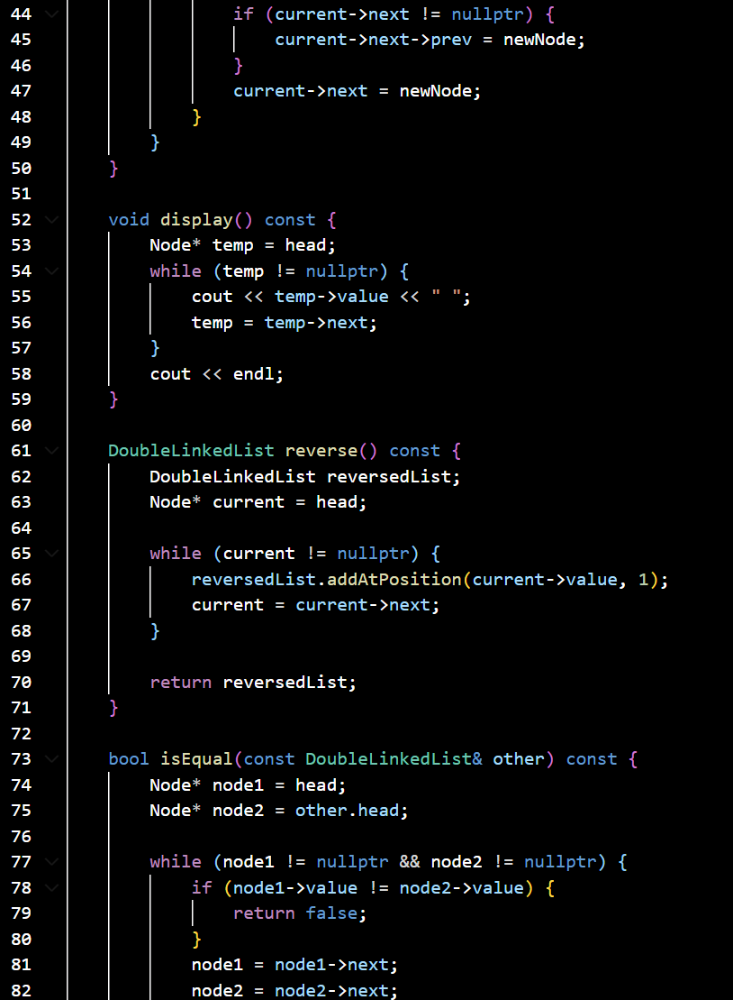 44                     if (current->next != nullptr) {
45                         current->next->prev = newNode;
46                     }
47                     current->next = newNode;
48                 }
49             }
50         }
51
52         void display() const {
53             Node* temp = head;
54             while (temp != nullptr) {
55                 cout << temp->value << " ";
56                 temp = temp->next;
57             }
58             cout << endl;
59         }
60
61         DoubleLinkedList reverse() const {
62             DoubleLinkedList reversedList;
63             Node* current = head;
64
65             while (current != nullptr) {
66                 reversedList.addAtPosition(current->value, 1);
67                 current = current->next;
68             }
69
70             return reversedList;
71         }
72
73         bool isEqual(const DoubleLinkedList& other) const {
74             Node* node1 = head;
75             Node* node2 = other.head;
76
77             while (node1 != nullptr && node2 != nullptr) {
78                 if (node1->value != node2->value) {
79                     return false;
80                 }
81                 node1 = node1->next;
82                 node2 = node2->next;